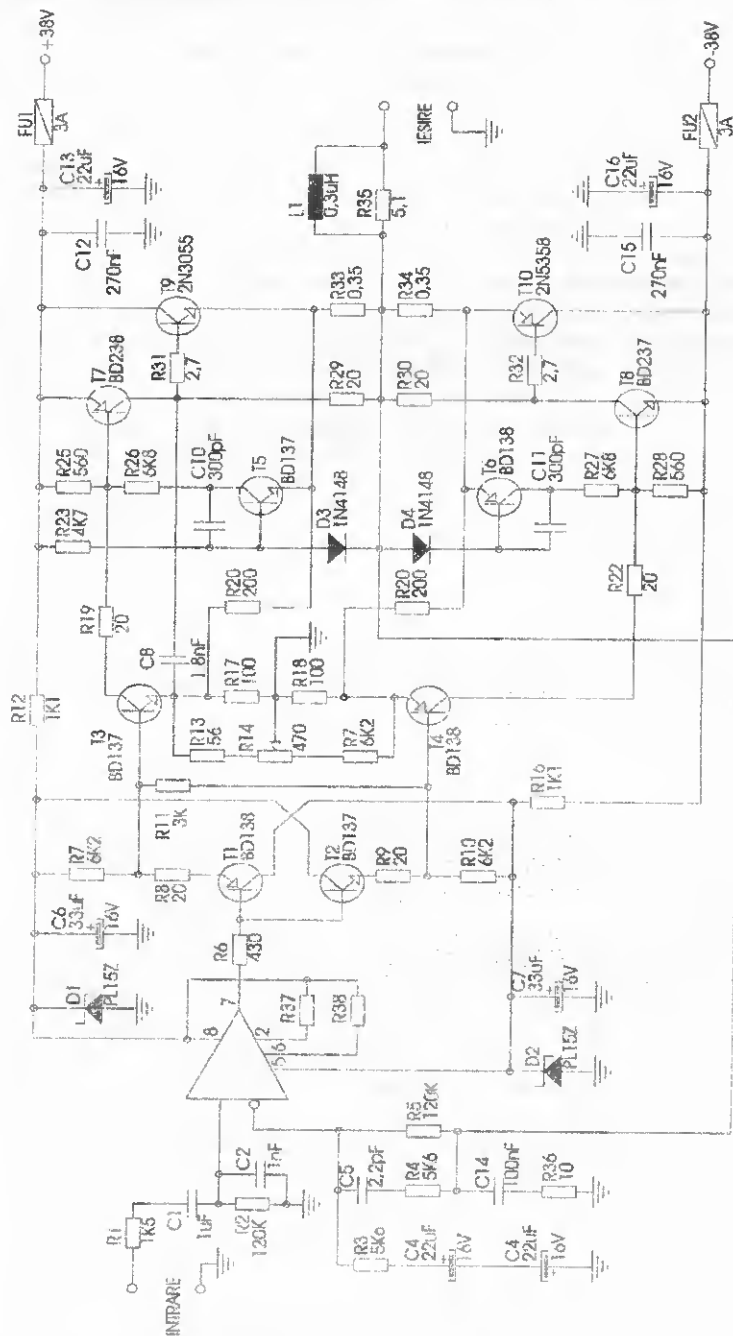 +38V
FU1
3A
C13
22uF
16V
C12
270nF
T9
2N3055
R31
2,7
T7
BD238
R25
560
R26
6K8
R23
4K7
C10
300pF
T5
BD137
D3
1N4148
R33
0,35
R29
20
L1
0,3uH
R35
5,1
IESIRE
R34
0,35
R30
20
D4
1N4148
T6
BD138
C11
300pF
R27
6K8
R28
560
R32
2,7
T10
2N5358
T8
BD237
C15
270nF
C16
22uF
16V
FU2
3A
-38V
R12
1K1
R19
20
T3
BD137
C8
1.8nF
R20
200
R17
100
R18
100
R13
56
R14
470
R7
6K2
R20
200
R22
20
T4
BD138
R16
1K1
R11
3K
R7
6K2
R8
20
T1
BD138
T2
BD137
R9
20
R10
6K2
C6
33uF
16V
D1
PL15Z
R6
430
7
8
2
5
6
R37
R38
C7
33uF
16V
D2
PL15Z
R1
1K5
INTRARE
C1
1uF
R2
120K
C2
1nF
R5
120K
C5
2,2pF
R4
5K6
C14
100nF
R36
10
R3
5K6
C4
22uF
16V
C4
22uF
16V